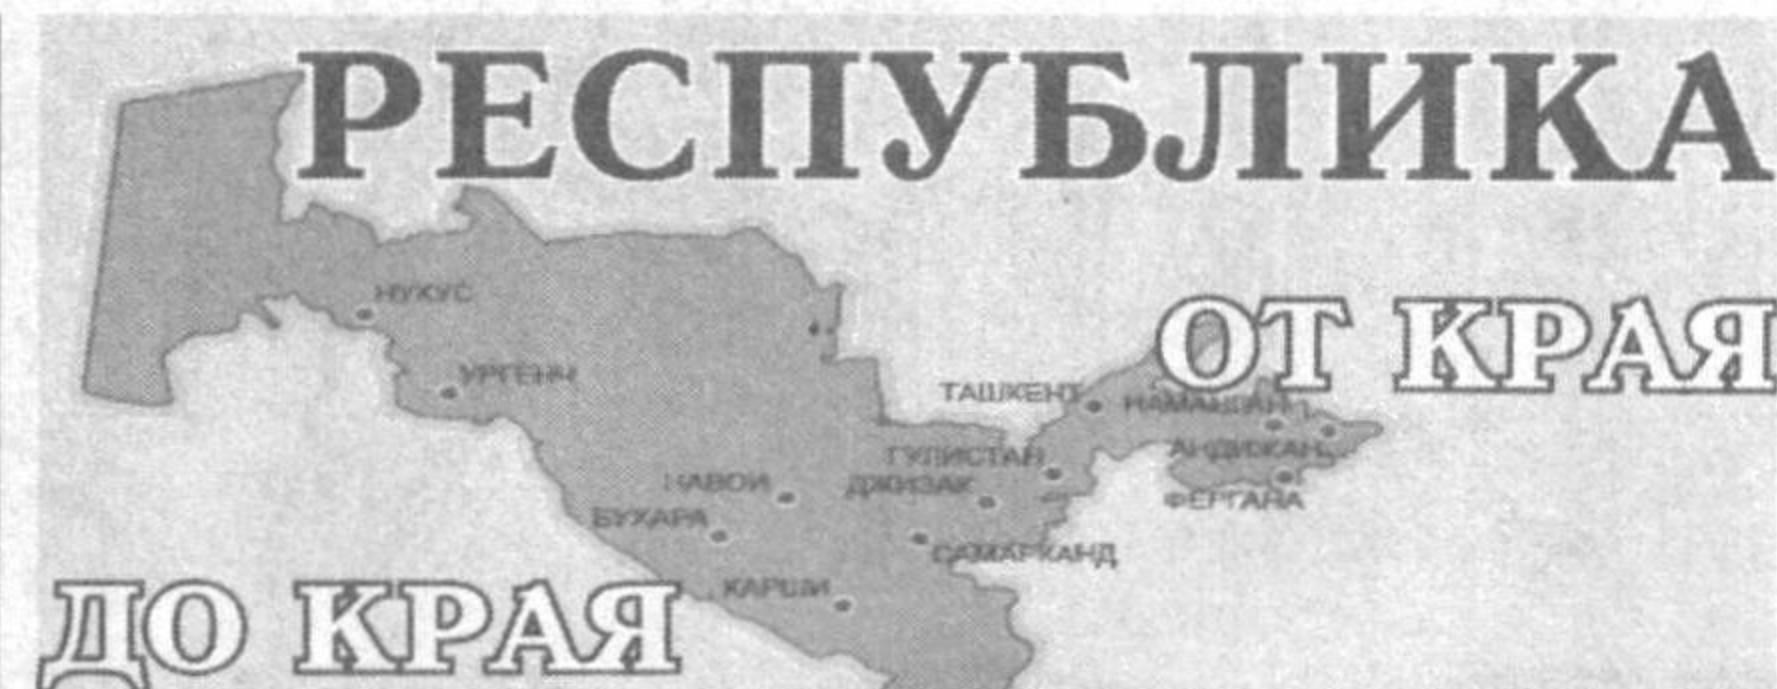 РЕСПУБЛИКА
ОТ КРАЯ
ДО КРАЯ
НУКУС
УРГЕНЧ
ТАШКЕНТ
НАМАНГАН
ГУЛИСТАН
АНДИЖАН
НАВОИ
ДЖИЗАК
ФЕРГАНА
БУХАРА
САМАРКАНД
КАРШИ